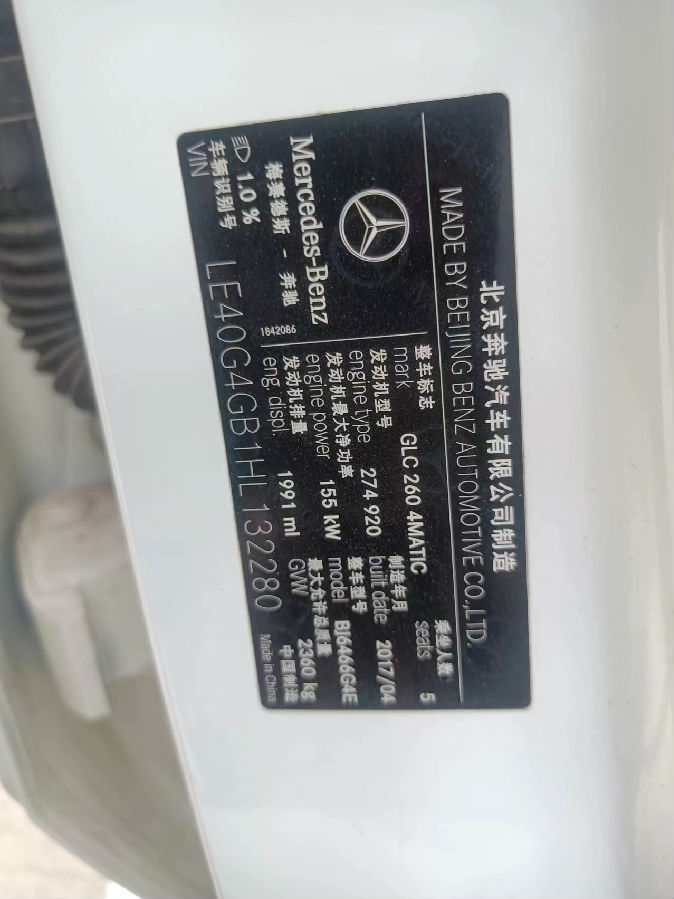 北京奔驰汽车有限公司制造
MADE BY BEIJING BENZ AUTOMOTIVE CO.,LTD.
整车标志 mark GLC 260 4MATIC
乘坐人数 seats 5
发动机型号 engine type 274 920
制造年月 built date 2017/04
发动机最大净功率 engine power 155 kW
整车型号 model BJ6466G4E
发动机排量 eng. displ. 1991 ml
最大允许总质量 GVW 2360 kg
Mercedes-Benz
梅赛德斯 - 奔驰
1842086
1.0 %
中国制造
Made in China
车辆识别号
VIN LE40G4GB1HL132280